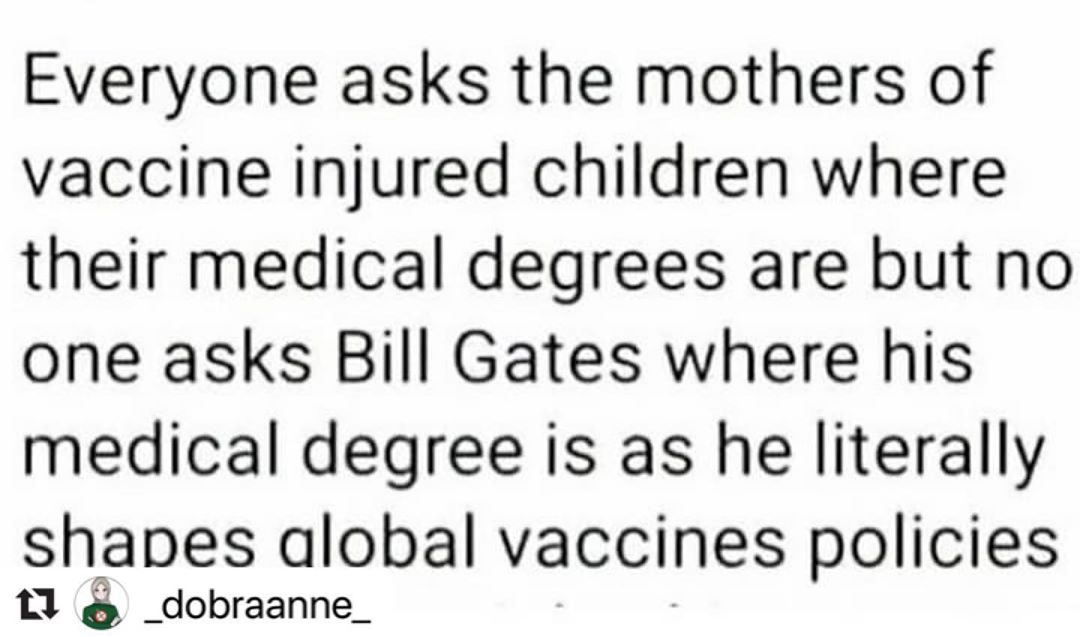 Everyone asks the mothers of
vaccine injured children where
their medical degrees are but no
one asks Bill Gates where his
medical degree is as he literally
shapes global vaccines policies
_dobraanne_